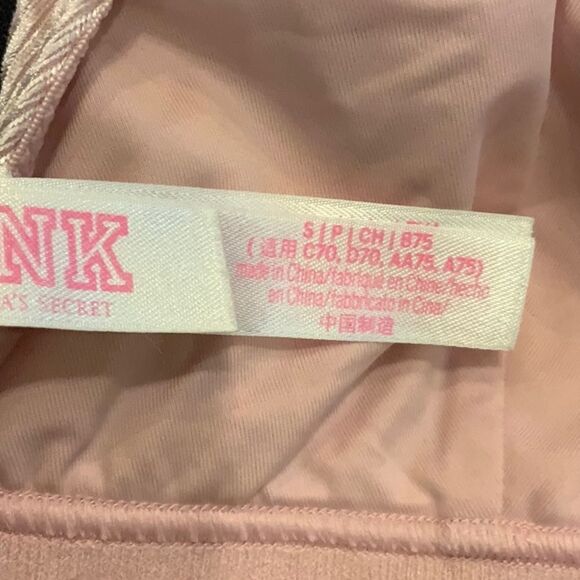 NK
A'S SECRET
S|P|CH|B75
(适用 C70, D70, AA75, A75)
made in China/fabriqué en Chine/hecho
en China/fabbricato in Cina/
中国制造